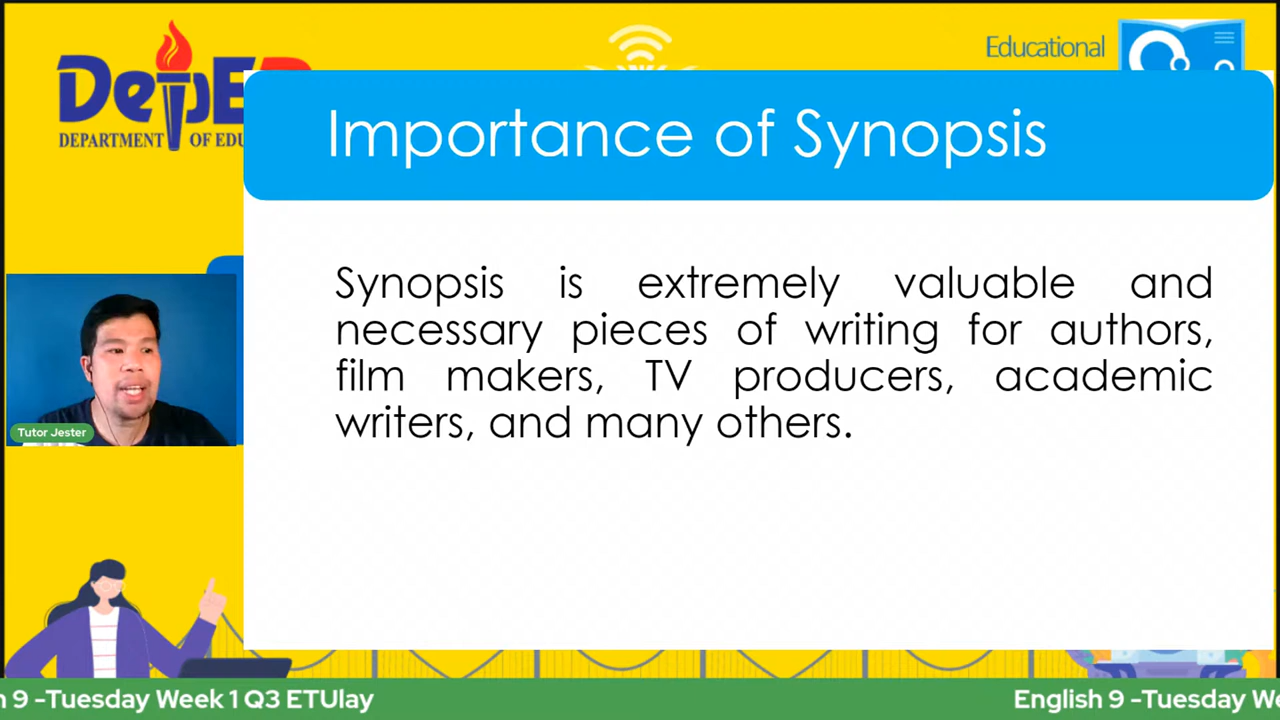 DepED
DEPARTMENT OF EDU
Educational
Importance of Synopsis
Synopsis is extremely valuable and
necessary pieces of writing for authors,
film makers, TV producers, academic
writers, and many others.
Tutor Jester
h 9 –Tuesday Week 1 Q3 ETUlay
English 9 –Tuesday We